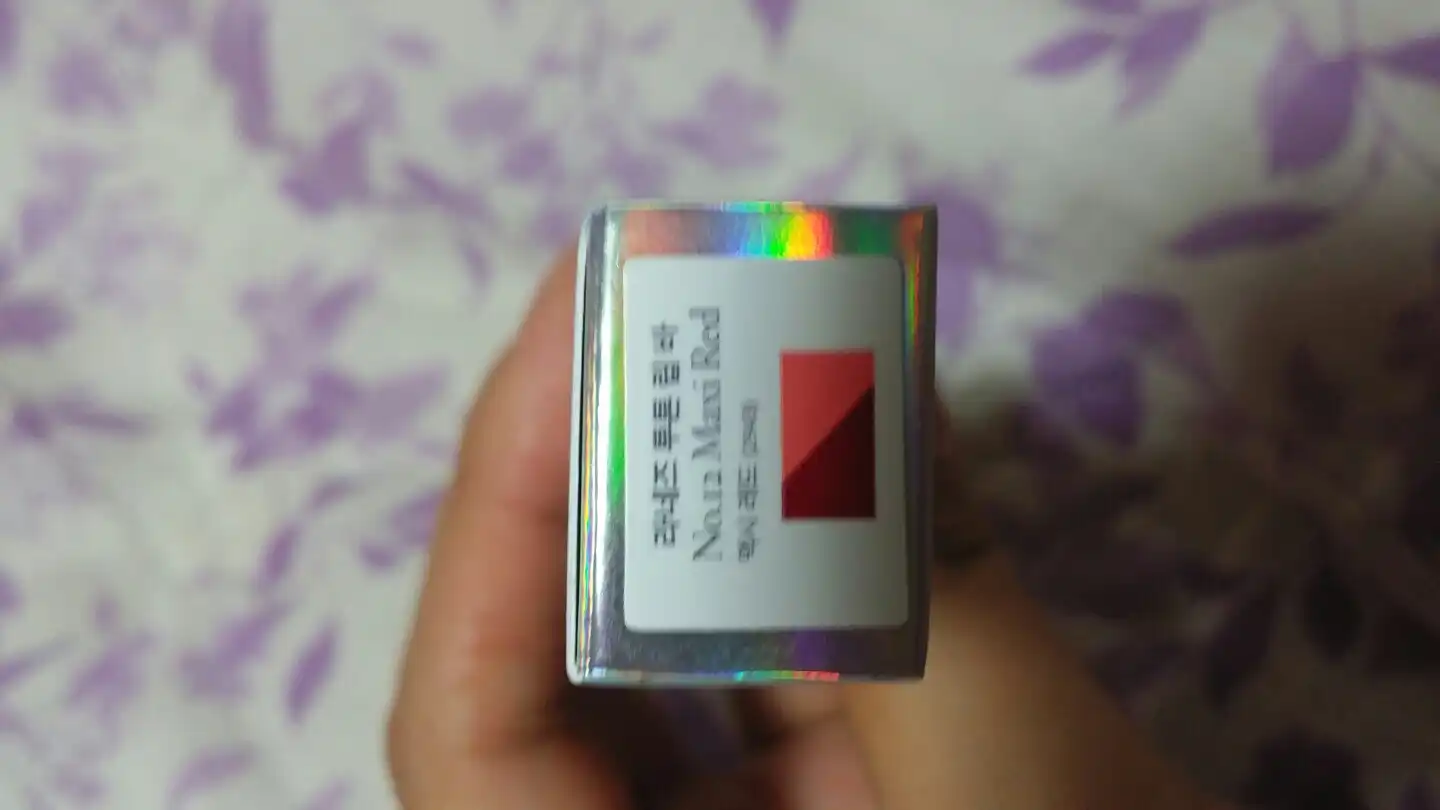 라네즈 투톤 립 바
No.12 Maxi Red
맥시 레드